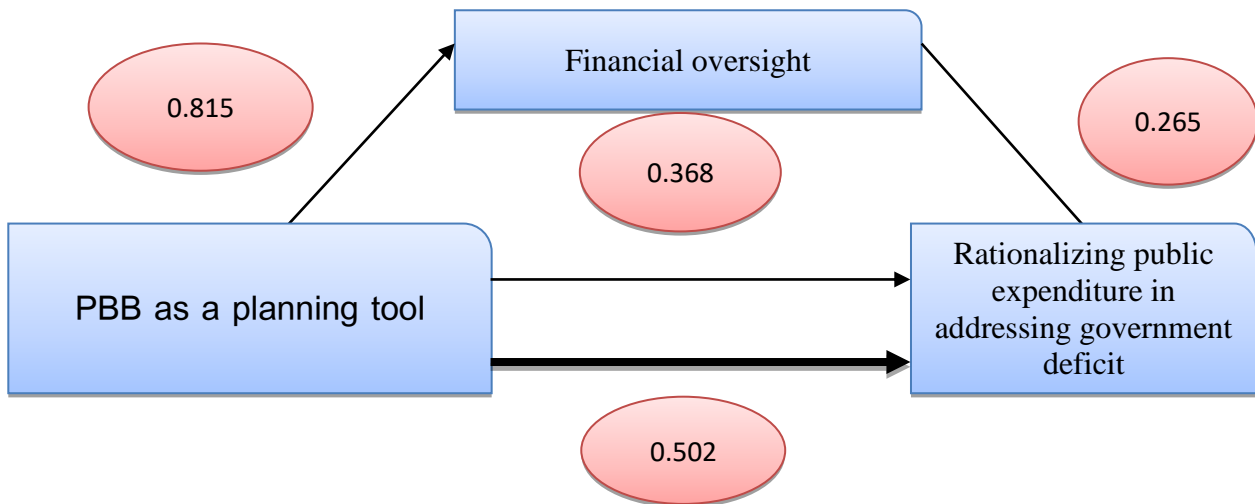 Financial oversight
0.815
0.265
0.368
PBB as a planning tool
Rationalizing public
expenditure in
addressing government
deficit
0.502